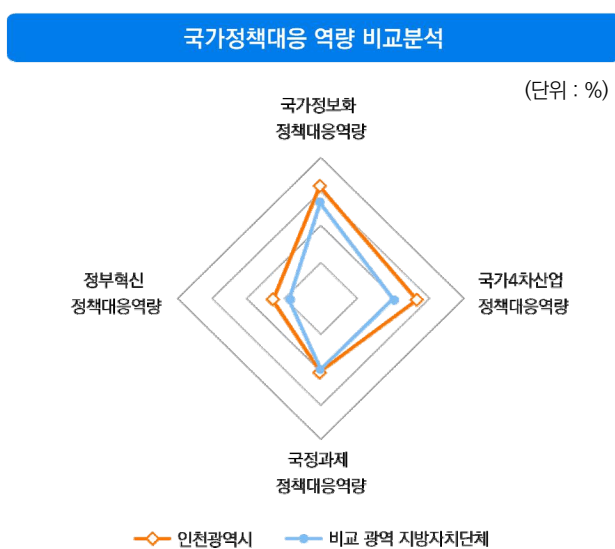 국가정책대응 역량 비교분석
(단위 : %)
국가정보화
정책대응역량
정부혁신
정책대응역량
국가4차산업
정책대응역량
국정과제
정책대응역량
인천광역시
비교 광역 지방자치단체